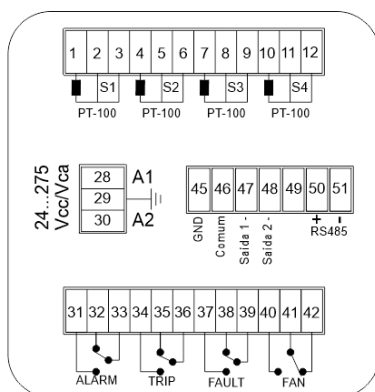 1 2 3 4 5 6 7 8 9 10 11 12
S1 S2 S3 S4
PT-100 PT-100 PT-100 PT-100
24...275
Vcc/Vca
28 A1
29
30 A2
45 46 47 48 49 50 51
GND
Comum
Saída 1 -
Saída 2 -
+ -
RS485
31 32 33 34 35 36 37 38 39 40 41 42
ALARM TRIP FAULT FAN